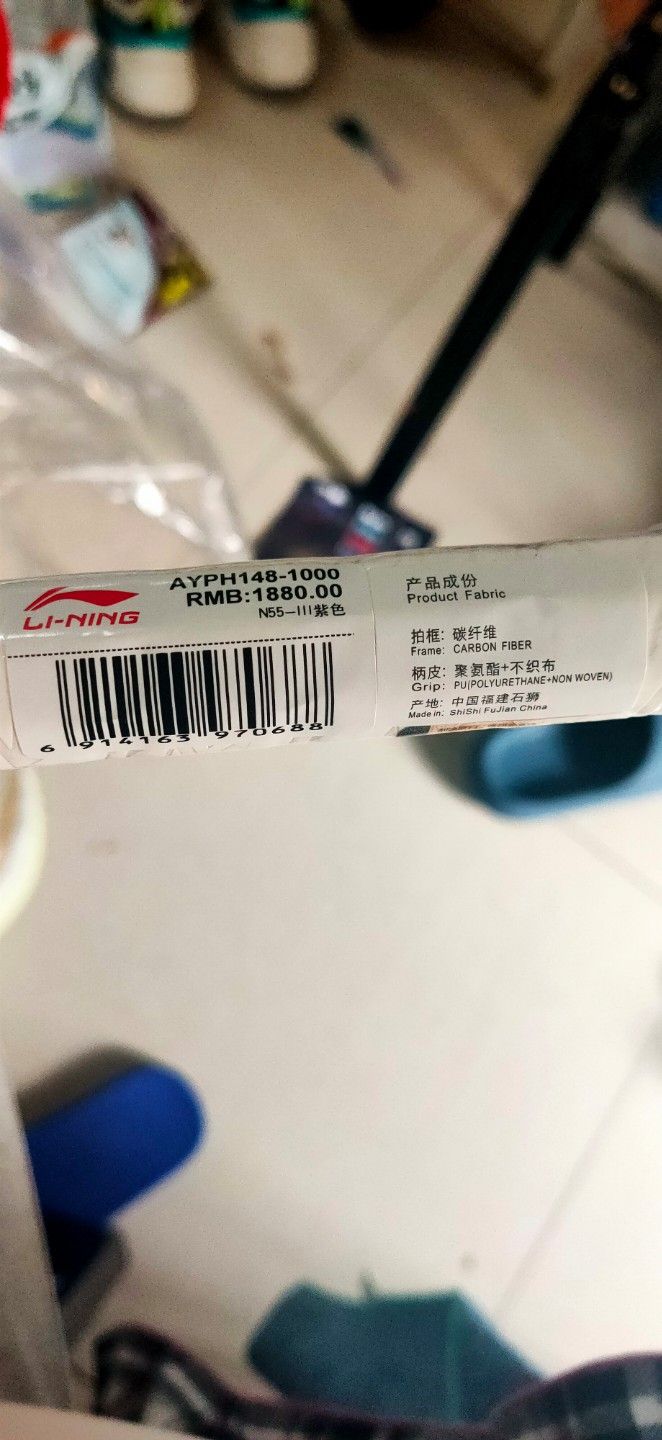 LI-NING
AYPH148-1000
RMB:1880.00
N55-III紫色
6 914163 970688
产品成份
Product Fabric
拍框: 碳纤维
Frame: CARBON FIBER
柄皮: 聚氨酯+不织布
Grip: PU(POLYURETHANE+NON WOVEN)
产地: 中国福建石狮
Made in: ShiShi FuJian China